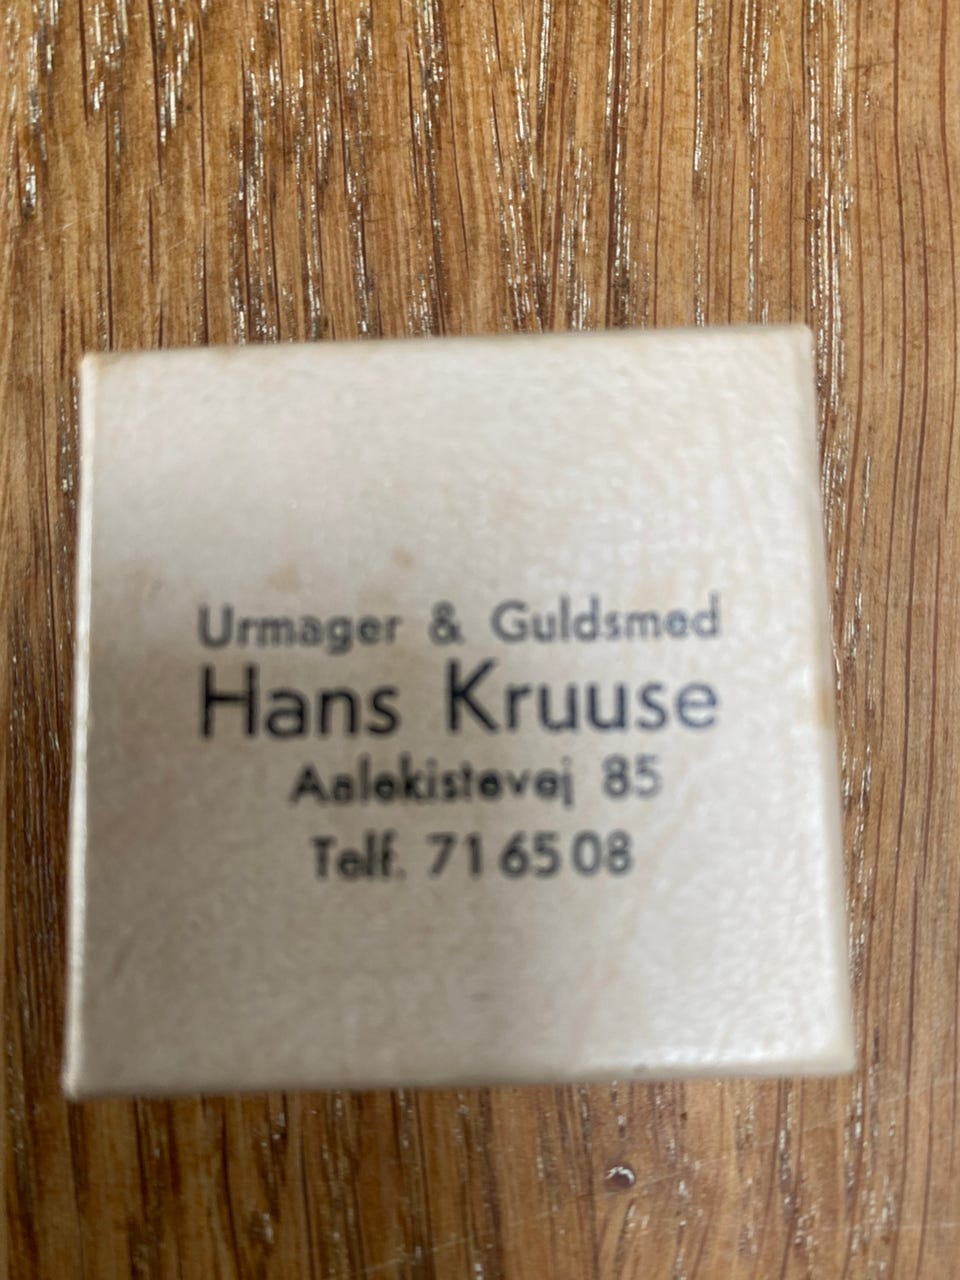 Urmager & Guldsmed
Hans Kruuse
Aalekistevej 85
Telf. 71 65 08